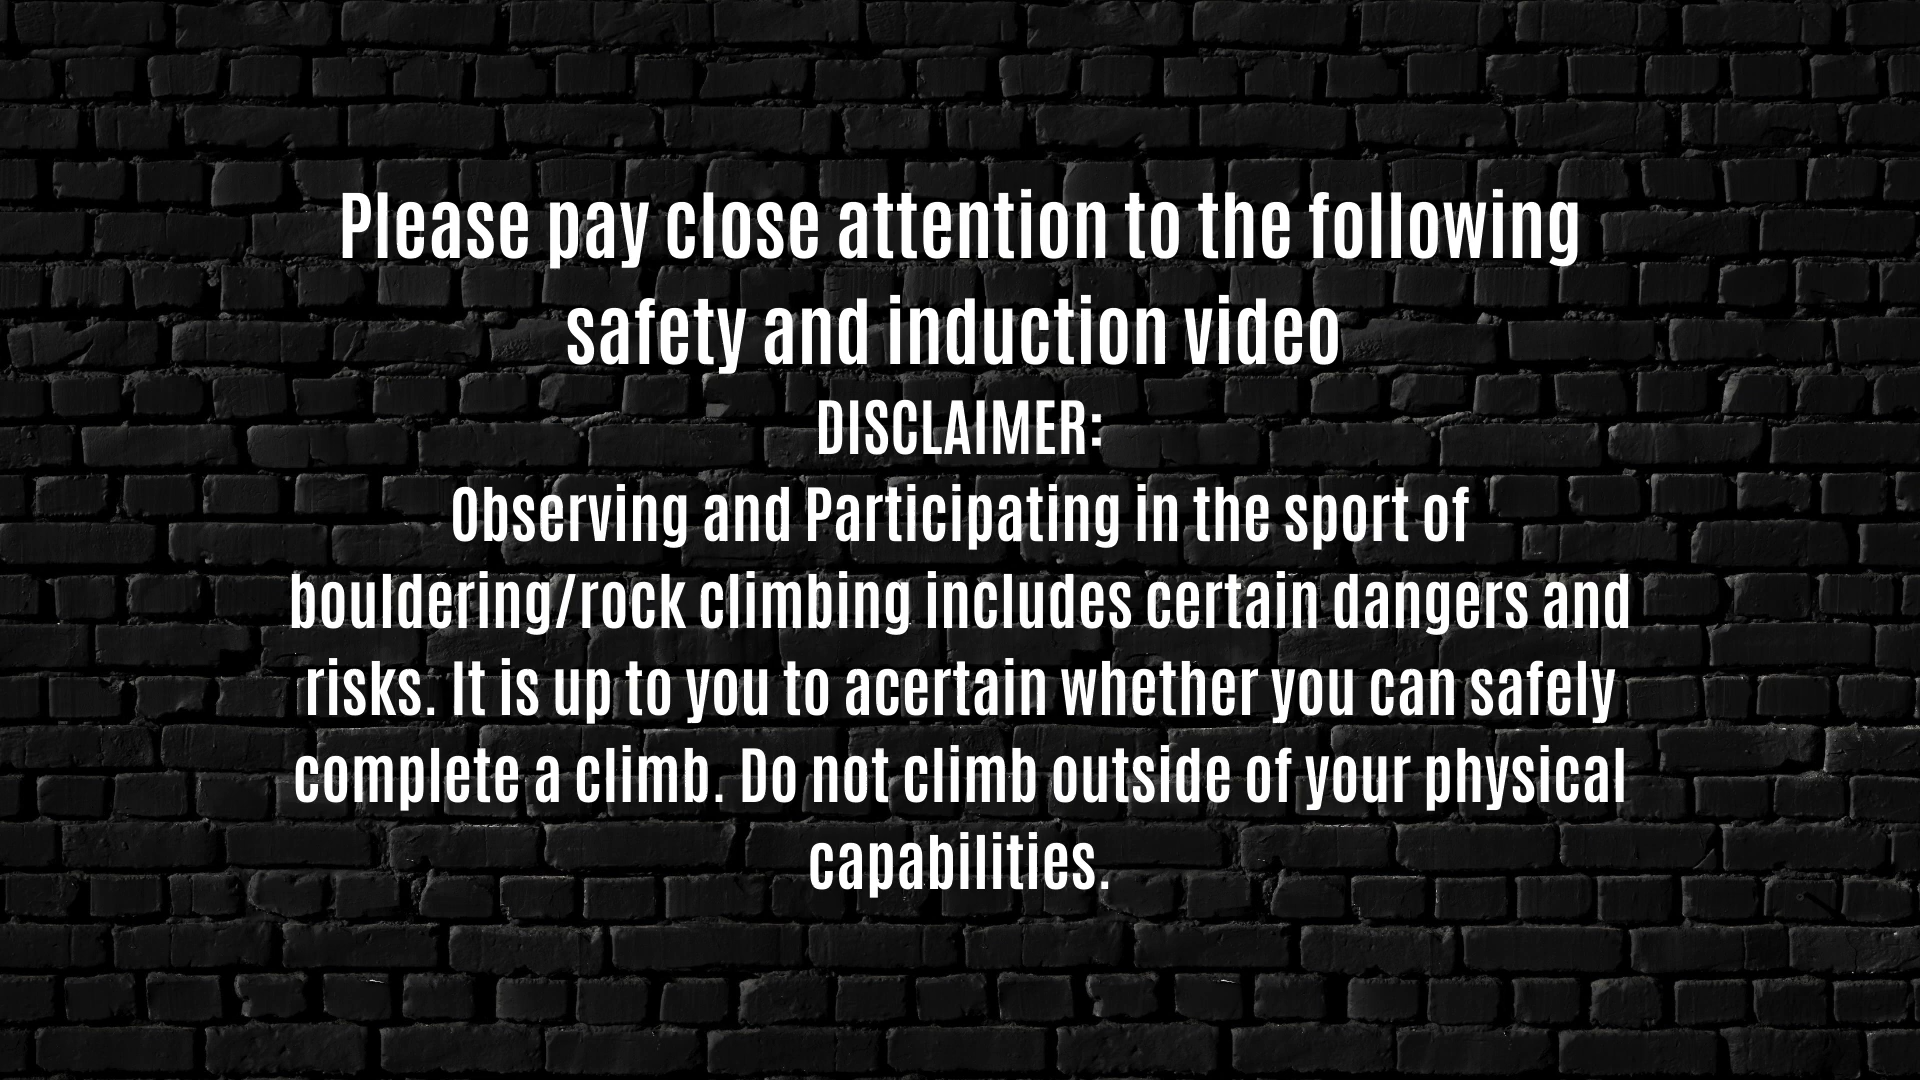 Please pay close attention to the following
safety and induction video
DISCLAIMER:
Observing and Participating in the sport of
bouldering/rock climbing includes certain dangers and
risks. It is up to you to acertain whether you can safely
complete a climb. Do not climb outside of your physical
capabilities.